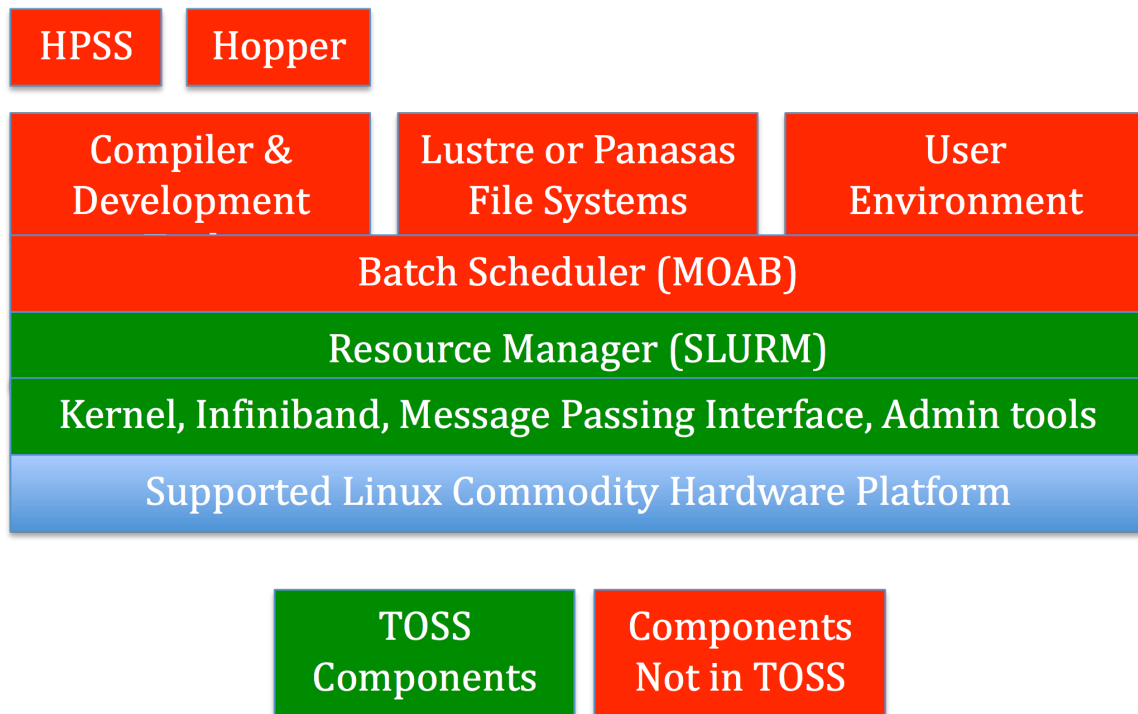 HPSS
Hopper
Compiler &
Development
Lustre or Panasas
File Systems
User
Environment
Batch Scheduler (MOAB)
Resource Manager (SLURM)
Kernel, Infiniband, Message Passing Interface, Admin tools
Supported Linux Commodity Hardware Platform
TOSS
Components
Components
Not in TOSS